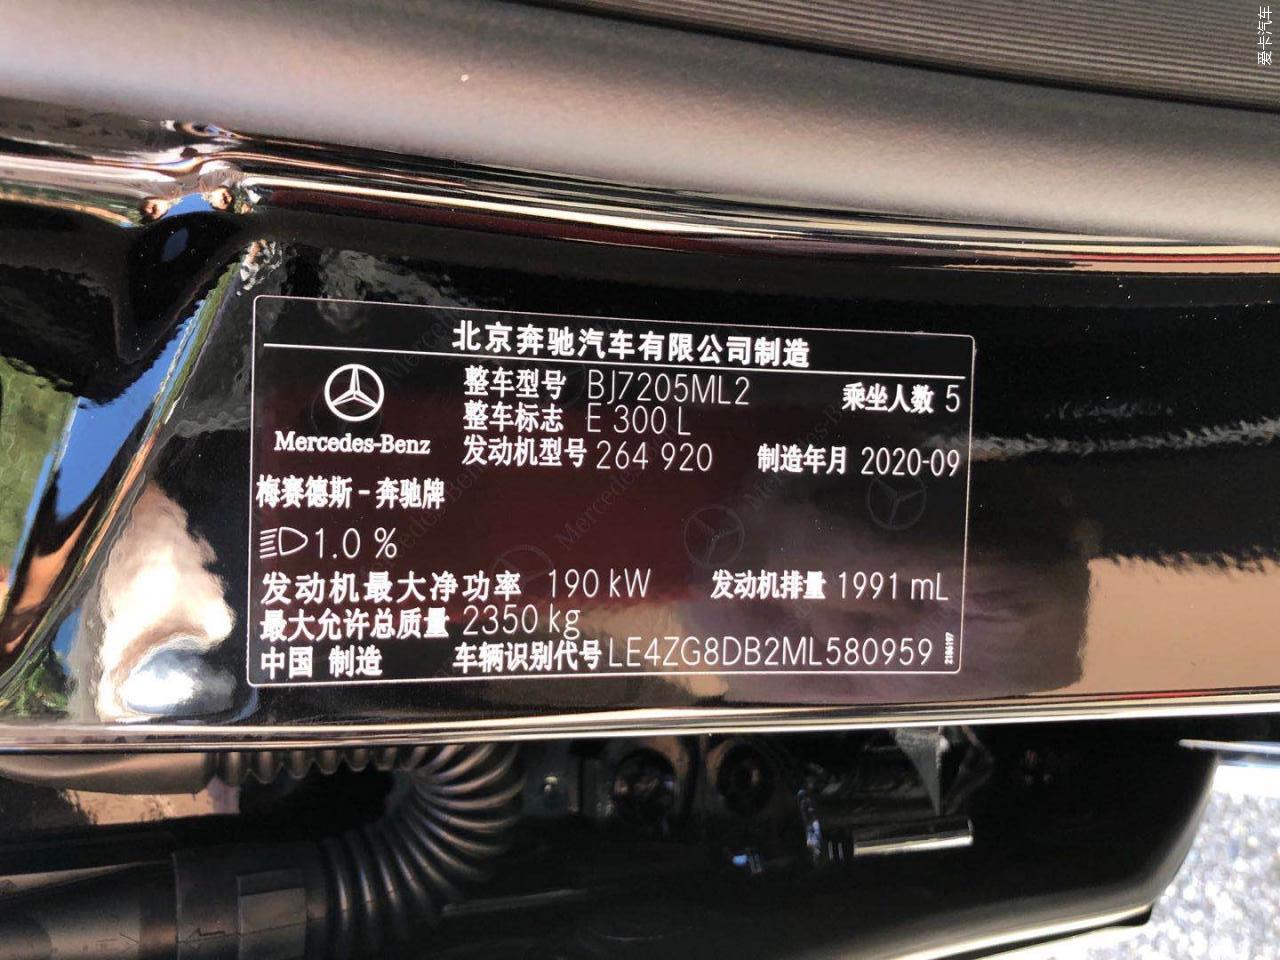 爱卡汽车
北京奔驰汽车有限公司制造
整车型号 BJ7205ML2 乘坐人数 5
整车标志 E 300 L
Mercedes-Benz
发动机型号 264 920 制造年月 2020-09
梅赛德斯-奔驰牌
1.0 %
发动机最大净功率 190 kW 发动机排量 1991 mL
最大允许总质量 2350 kg
中国 制造 车辆识别代号 LE4ZG8DB2ML580959